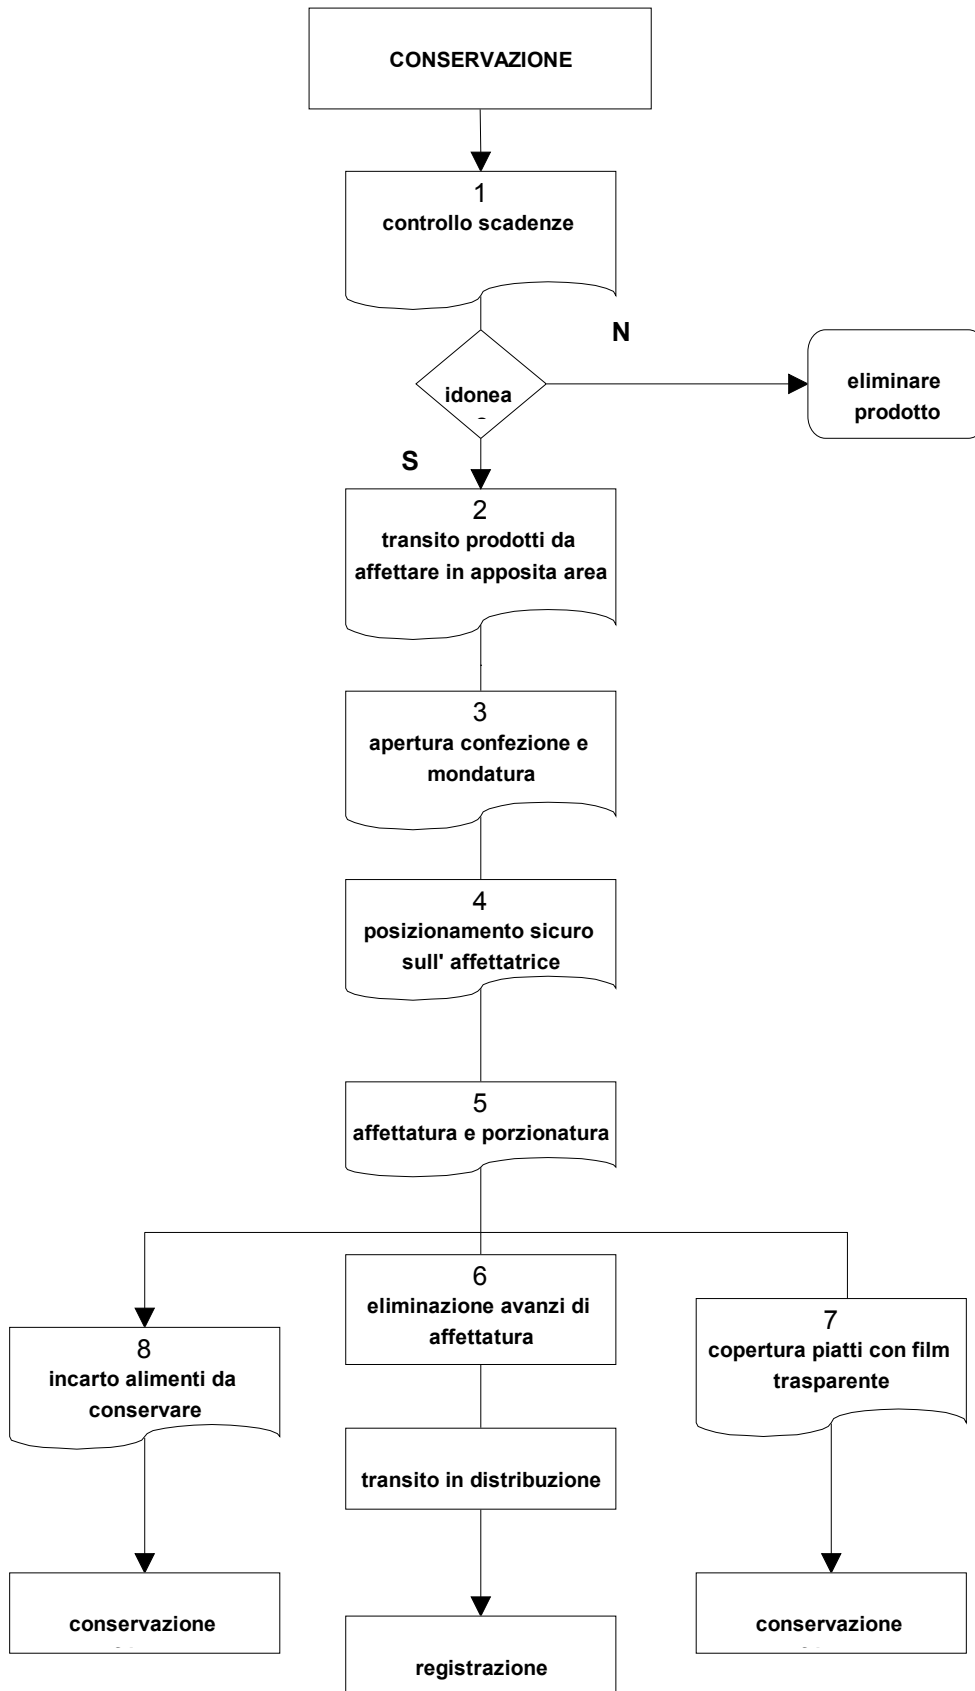 CONSERVAZIONE
1
controllo scadenze
N
idonea
eliminare
prodotto
S
2
transito prodotti da
affettare in apposita area
3
apertura confezione e
mondatura
4
posizionamento sicuro
sull' affettatrice
5
affettatura e porzionatura
6
eliminazione avanzi di
affettatura
7
copertura piatti con film
trasparente
8
incarto alimenti da
conservare
transito in distribuzione
conservazione
conservazione
registrazione